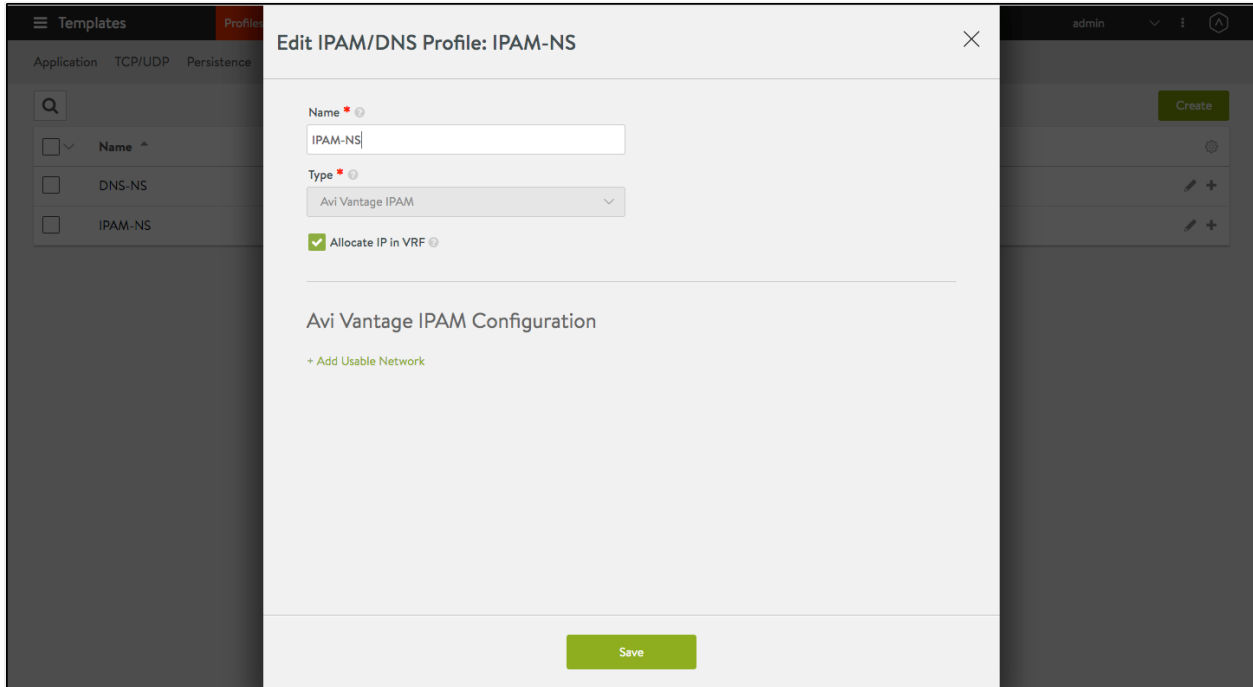 Templates
Profiles
admin
Edit IPAM/DNS Profile: IPAM-NS
Application TCP/UDP Persistence
Name *
IPAM-NS
Create
Name
Type *
DNS-NS
Avi Vantage IPAM
IPAM-NS
Allocate IP in VRF
Avi Vantage IPAM Configuration
+ Add Usable Network
Save